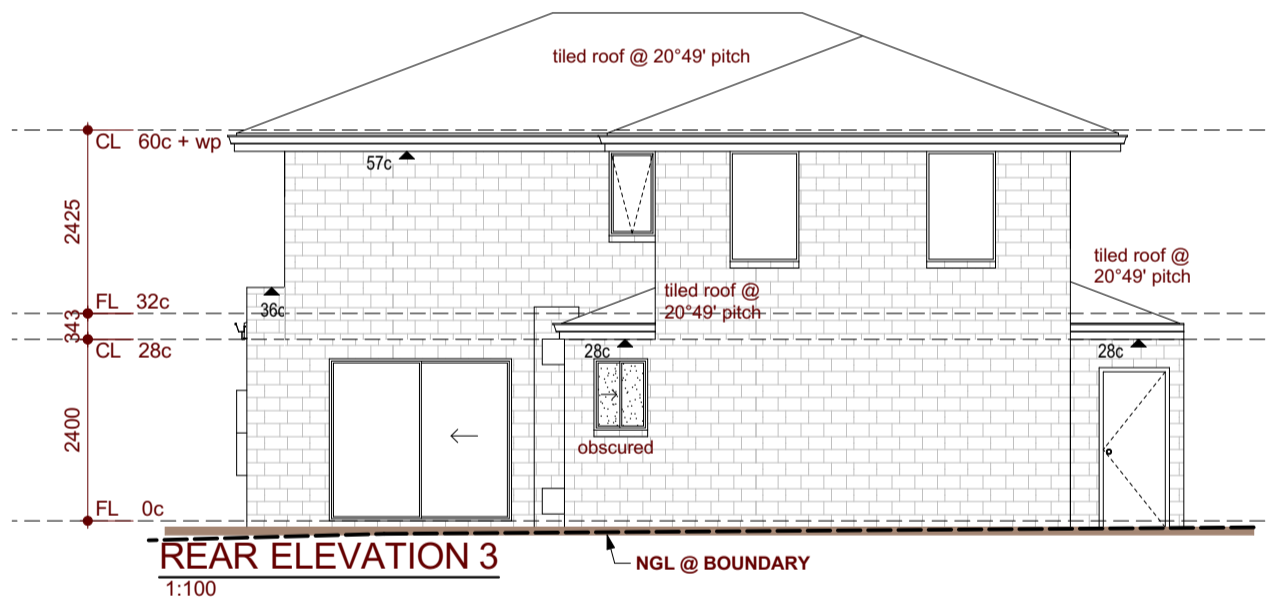 tiled roof @ 20°49' pitch
CL 60c + wp
57c
2425
tiled roof @
20°49' pitch
tiled roof @
20°49' pitch
FL 32c
36c
343
CL 28c
28c
28c
2400
obscured
FL 0c
REAR ELEVATION 3
1:100
NGL @ BOUNDARY